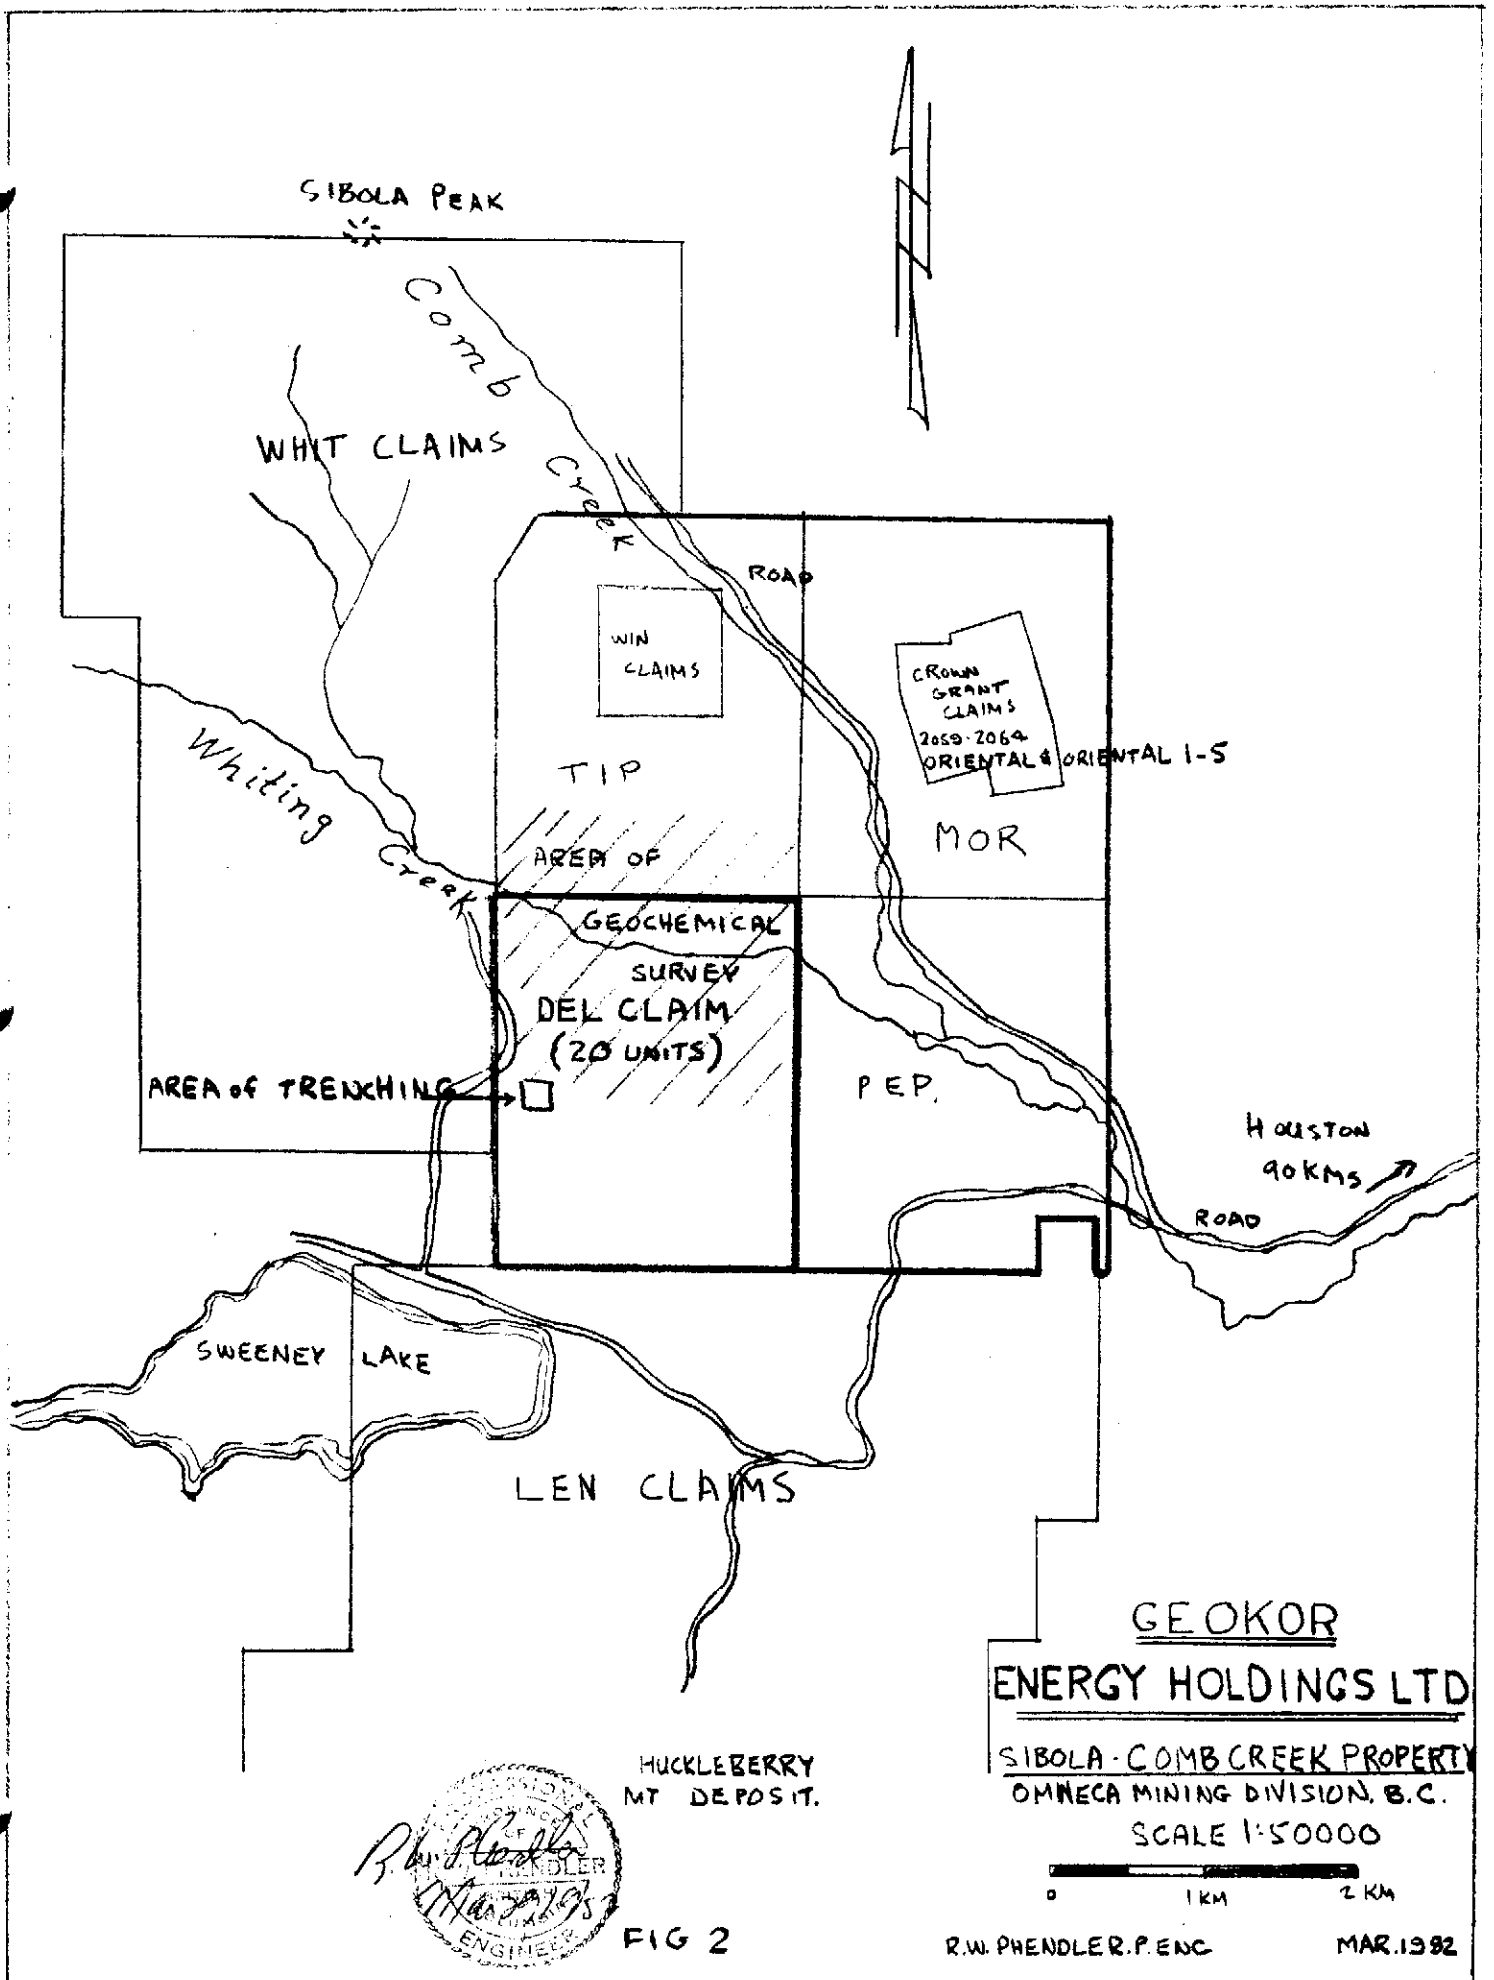 SIBOLA PEAK
Comb
Creek
WHIT CLAIMS
ROAD
WIN
CLAIMS
CROWN
GRANT
CLAIMS
2059-2064
ORIENTAL & ORIENTAL 1-5
Whiting
Creek
TIP
MOR
AREA OF
GEOCHEMICAL
SURVEY
DEL CLAIM
(20 UNITS)
AREA OF TRENCHING
PEP.
HOUSTON
90 KMS
ROAD
SWEENEY LAKE
LEN CLAIMS
GEOKOR
ENERGY HOLDINGS LTD
SIBOLA-COMB CREEK PROPERTY
OMNECA MINING DIVISION, B.C.
SCALE 1:50000
0 1 KM 2 KM
HUCKLEBERRY
MT DEPOSIT.
ENGINEER
FIG 2
R.W. PHENDLER. P. ENG
MAR. 1982